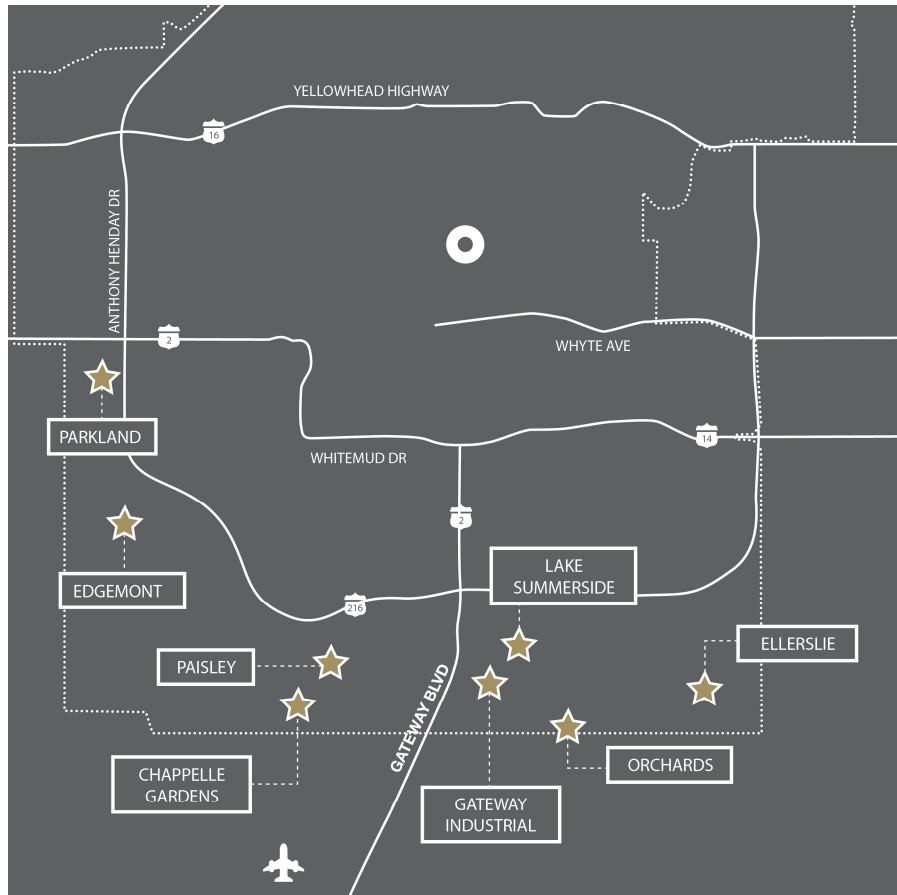 YELLOWHEAD HIGHWAY
16
ANTHONY HENDAY DR
2
WHYTE AVE
PARKLAND
14
WHITEMUD DR
2
EDGEMONT
LAKE
SUMMERSIDE
216
ELLERSLIE
PAISLEY
GATEWAY BLVD
ORCHARDS
CHAPPELLE
GARDENS
GATEWAY
INDUSTRIAL